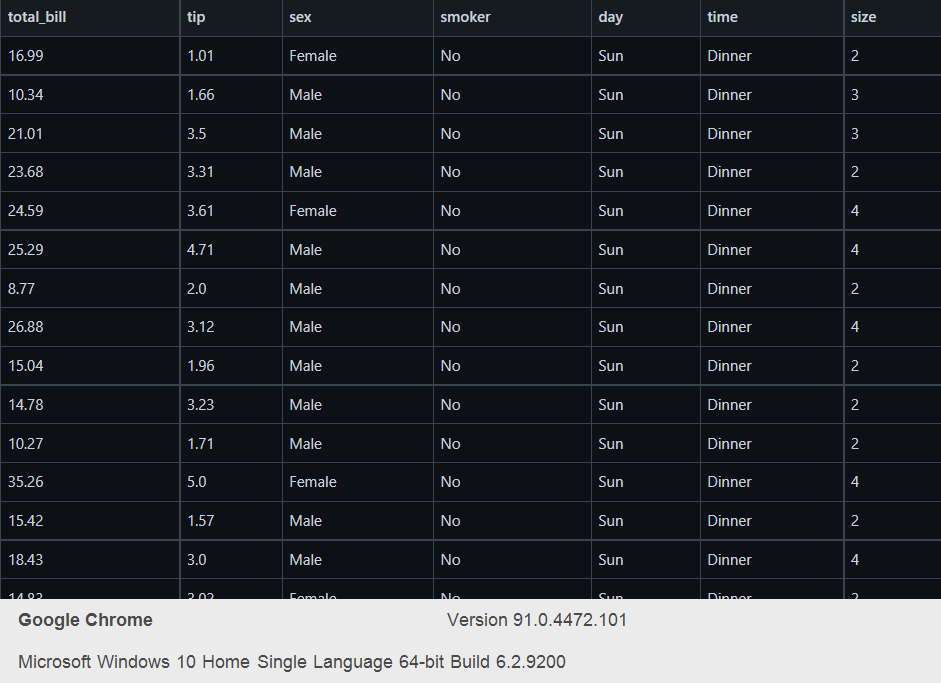 total_bill tip sex smoker day time size
16.99 1.01 Female No Sun Dinner 2
10.34 1.66 Male No Sun Dinner 3
21.01 3.5 Male No Sun Dinner 3
23.68 3.31 Male No Sun Dinner 2
24.59 3.61 Female No Sun Dinner 4
25.29 4.71 Male No Sun Dinner 4
8.77 2.0 Male No Sun Dinner 2
26.88 3.12 Male No Sun Dinner 4
15.04 1.96 Male No Sun Dinner 2
14.78 3.23 Male No Sun Dinner 2
10.27 1.71 Male No Sun Dinner 2
35.26 5.0 Female No Sun Dinner 4
15.42 1.57 Male No Sun Dinner 2
18.43 3.0 Male No Sun Dinner 4
14.83 3.02 Female No Sun Dinner 2
Google Chrome Version 91.0.4472.101
Microsoft Windows 10 Home Single Language 64-bit Build 6.2.9200